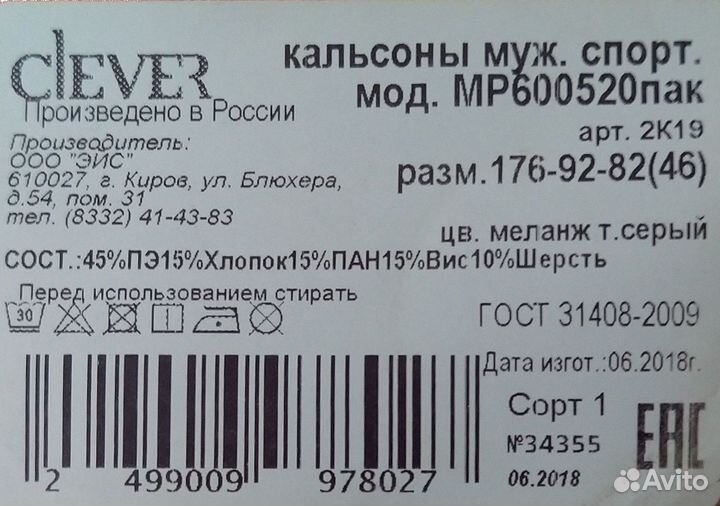 CLEVER
Произведено в России
Производитель:
ООО "ЭИС"
610027, г. Киров, ул. Блюхера,
д.54, пом. 31
тел. (8332) 41-43-83
кальсоны муж. спорт.
мод. МР600520пак
арт. 2К19
разм.176-92-82(46)
цв. меланж т.серый
СОСТ.:45%ПЭ15%Хлопок15%ПАН15%Вис10%Шерсть
Перед использованием стирать
30
ГОСТ 31408-2009
Дата изгот.:06.2018г.
Сорт 1
№34355
06.2018
EAC
2 499009 978027
Avito